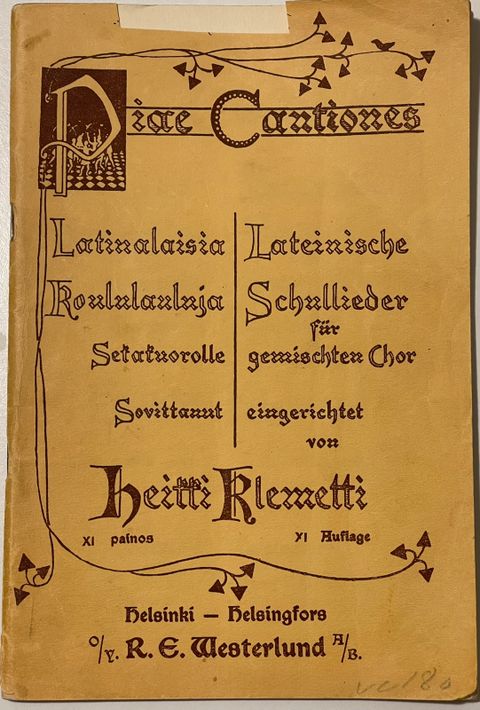 Piae Cantiones
Latinalaisia
Koululauluja
Sekakuorolle
Sovittanut
Lateinische
Schullieder
für
gemischten Chor
eingerichtet
von
Heikki Klemetti
XI painos
XI Auflage
Helsinki — Helsingfors
O/Y. R. E. Westerlund A/B.